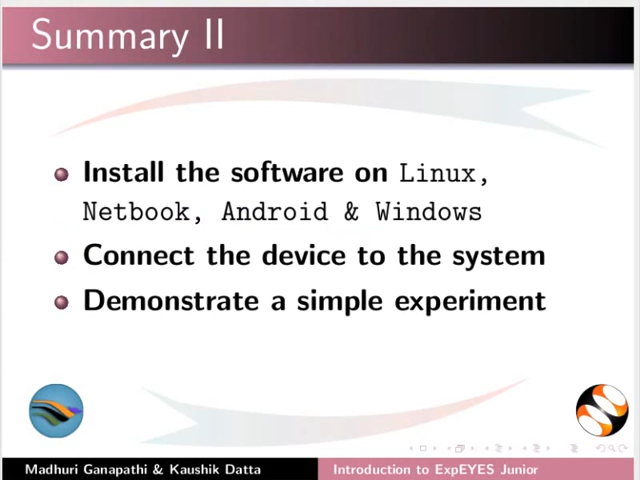 Summary II
Install the software on Linux,
Netbook, Android & Windows
Connect the device to the system
Demonstrate a simple experiment
Madhuri Ganapathi & Kaushik Datta
Introduction to ExpEYES Junior